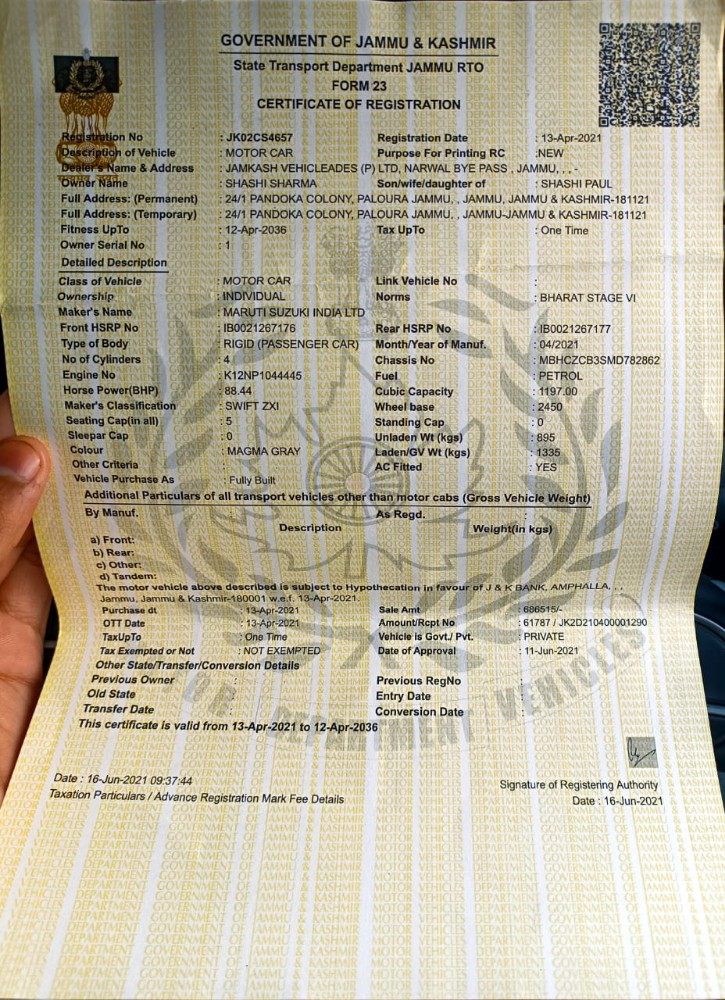 GOVERNMENT OF JAMMU & KASHMIR
State Transport Department JAMMU RTO
FORM 23
CERTIFICATE OF REGISTRATION
Registration No : JK02CS4657 Registration Date : 13-Apr-2021
Description of Vehicle : MOTOR CAR Purpose For Printing RC :NEW
Dealer's Name & Address : JAMKASH VEHICLEADES (P) LTD, NARWAL BYE PASS , JAMMU, , , -
Owner Name : SHASHI SHARMA Son/wife/daughter of : SHASHI PAUL
Full Address: (Permanent) : 24/1 PANDOKA COLONY, PALOURA JAMMU, , JAMMU, JAMMU & KASHMIR-181121
Full Address: (Temporary) : 24/1 PANDOKA COLONY, PALOURA JAMMU, , JAMMU-JAMMU & KASHMIR-181121
Fitness UpTo : 12-Apr-2036 Tax UpTo : One Time
Owner Serial No : 1
Detailed Description
Class of Vehicle : MOTOR CAR Link Vehicle No :
Ownership : INDIVIDUAL Norms : BHARAT STAGE VI
Maker's Name : MARUTI SUZUKI INDIA LTD
Front HSRP No : IB0021267176 Rear HSRP No : IB0021267177
Type of Body : RIGID (PASSENGER CAR) Month/Year of Manuf. : 04/2021
No of Cylinders : 4 Chassis No : MBHCZCB3SMD782862
Engine No : K12NP1044445 Fuel : PETROL
Horse Power(BHP) : 88.44 Cubic Capacity : 1197.00
Maker's Classification : SWIFT ZXI Wheel base : 2450
Seating Cap(in all) : 5 Standing Cap : 0
Sleepar Cap : 0 Unladen Wt (kgs) : 895
Colour : MAGMA GRAY Laden/GV Wt (kgs) : 1335
Other Criteria : AC Fitted : YES
Vehicle Purchase As : Fully Built
Additional Particulars of all transport vehicles other than motor cabs (Gross Vehicle Weight)
By Manuf. : As Regd. :
Description Weight(in kgs)
a) Front:
b) Rear:
c) Other:
d) Tandem:
The motor vehicle above described is subject to Hypothecation in favour of J & K BANK, AMPHALLA, , ,
Jammu, Jammu & Kashmir-180001 w.e.f. 13-Apr-2021.
Purchase dt : 13-Apr-2021 Sale Amt : 686515/-
OTT Date : 13-Apr-2021 Amount/Rcpt No : 61787 / JK2D210400001290
TaxUpTo : One Time Vehicle is Govt./ Pvt. : PRIVATE
Tax Exempted or Not : NOT EXEMPTED Date of Approval : 11-Jun-2021
Other State/Transfer/Conversion Details
Previous Owner : Previous RegNo :
Old State : Entry Date :
Transfer Date : Conversion Date :
This certificate is valid from 13-Apr-2021 to 12-Apr-2036
Date : 16-Jun-2021 09:37:44 Signature of Registering Authority
Taxation Particulars / Advance Registration Mark Fee Details Date : 16-Jun-2021